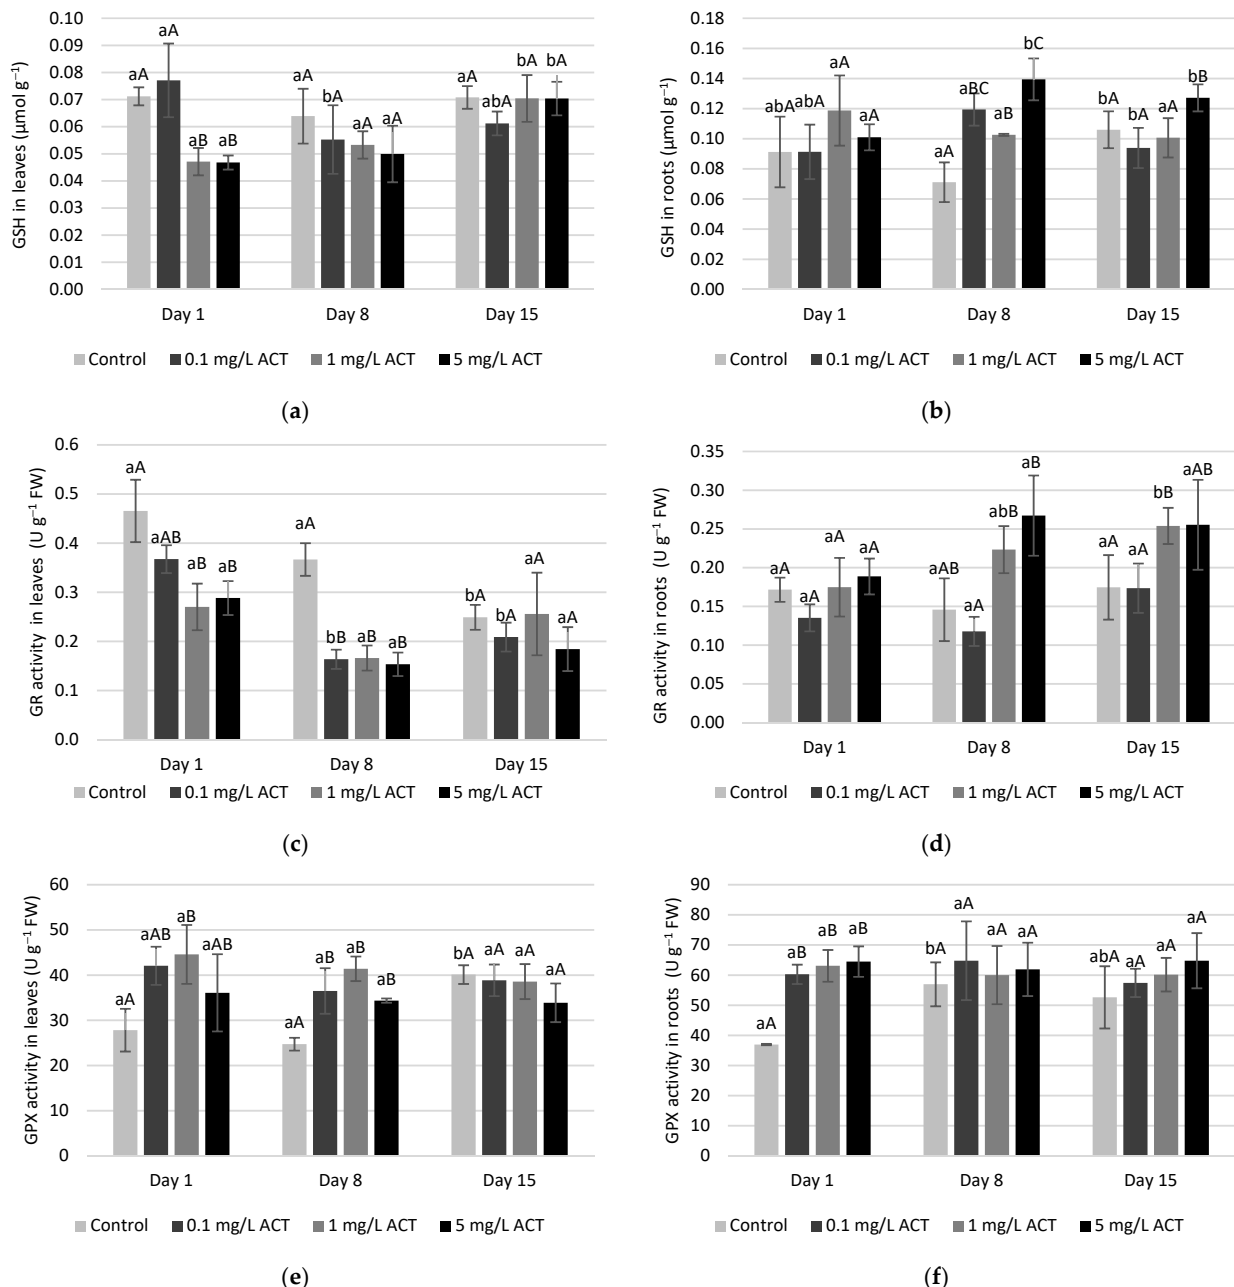 GSH in leaves (μmol g⁻¹)
0.10
0.09
0.08
0.07
0.06
0.05
0.04
0.03
0.02
0.01
0.00
aA aA aB aB
aA bA aA aA
aA abA bA bA
Day 1 Day 8 Day 15
Control 0.1 mg/L ACT 1 mg/L ACT 5 mg/L ACT
(a)
GSH in roots (μmol g⁻¹)
0.18
0.16
0.14
0.12
0.10
0.08
0.06
0.04
0.02
0.00
abA abA aA aA
aA aBC aB bC
bA bA aA bB
Day 1 Day 8 Day 15
Control 0.1 mg/L ACT 1 mg/L ACT 5 mg/L ACT
(b)
GR activity in leaves (U g⁻¹ FW)
0.6
0.5
0.4
0.3
0.2
0.1
0.0
aA aAB aB aB
aA bB aB aB
bA bA aA aA
Day 1 Day 8 Day 15
Control 0.1 mg/L ACT 1 mg/L ACT 5 mg/L ACT
(c)
GR activity in roots (U g⁻¹ FW)
0.35
0.30
0.25
0.20
0.15
0.10
0.05
0.00
aA aA aA aA
aAB aA abB aB
aA aA bB aAB
Day 1 Day 8 Day 15
Control 0.1 mg/L ACT 1 mg/L ACT 5 mg/L ACT
(d)
GPX activity in leaves (U g⁻¹ FW)
60
50
40
30
20
10
0
aA aAB aB aAB
aA aB aB aB
bA aA aA aA
Day 1 Day 8 Day 15
Control 0.1 mg/L ACT 1 mg/L ACT 5 mg/L ACT
(e)
GPX activity in roots (U g⁻¹ FW)
90
80
70
60
50
40
30
20
10
0
aA aB aB aB
bA aA aA aA
abA aA aA aA
Day 1 Day 8 Day 15
Control 0.1 mg/L ACT 1 mg/L ACT 5 mg/L ACT
(f)